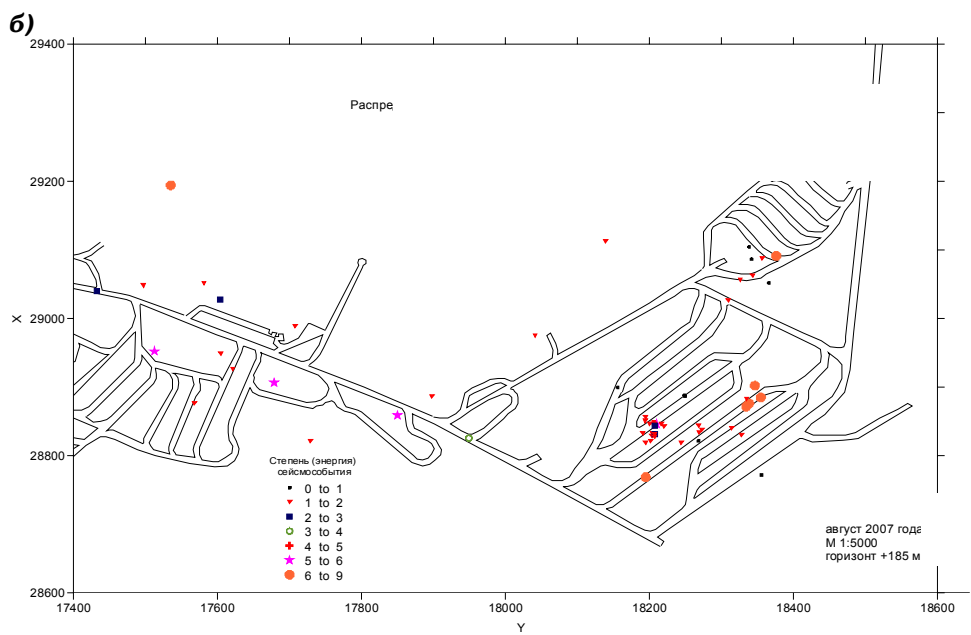 б)
29400
Распре
29200
X
29000
28800
Степень (энергия)
сейсмособытия
0 to 1
1 to 2
2 to 3
3 to 4
4 to 5
5 to 6
6 to 9
август 2007 года
М 1:5000
горизонт +185 м
28600
17400 17600 17800 18000 18200 18400 18600
Y